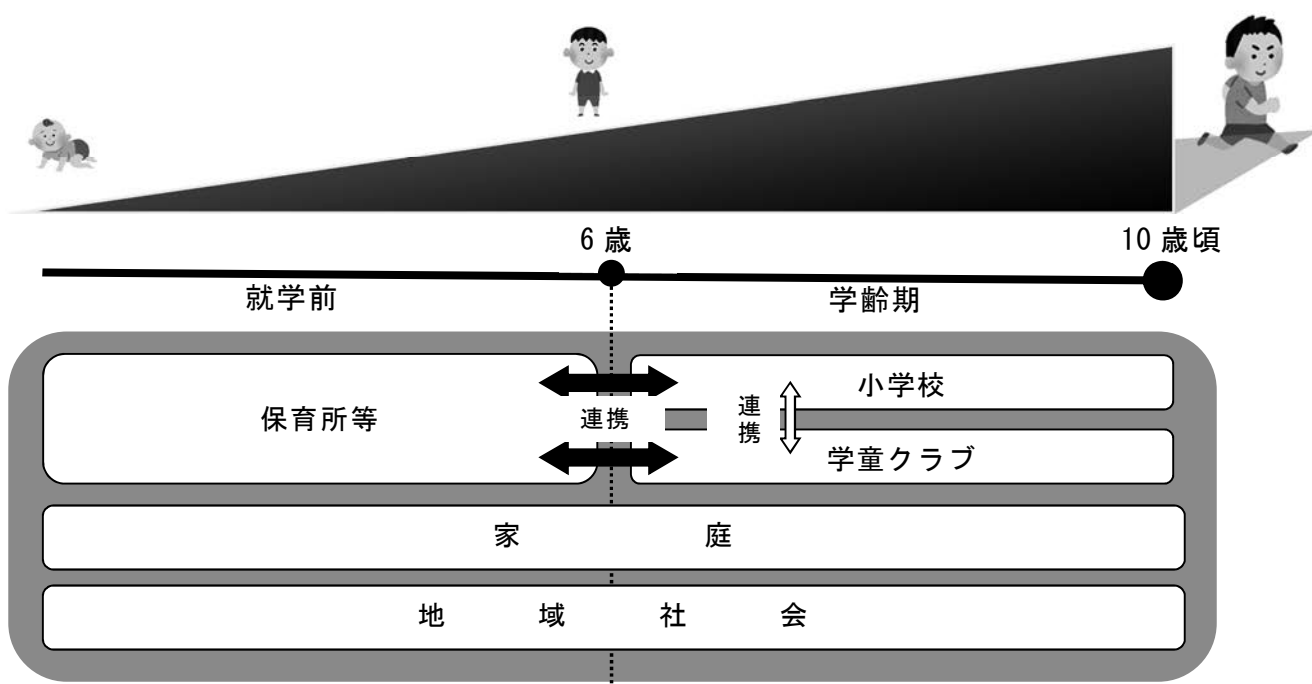 6歳
10歳頃
就学前
学齢期
保育所等
連携
連携
小学校
学童クラブ
家庭
地域社会